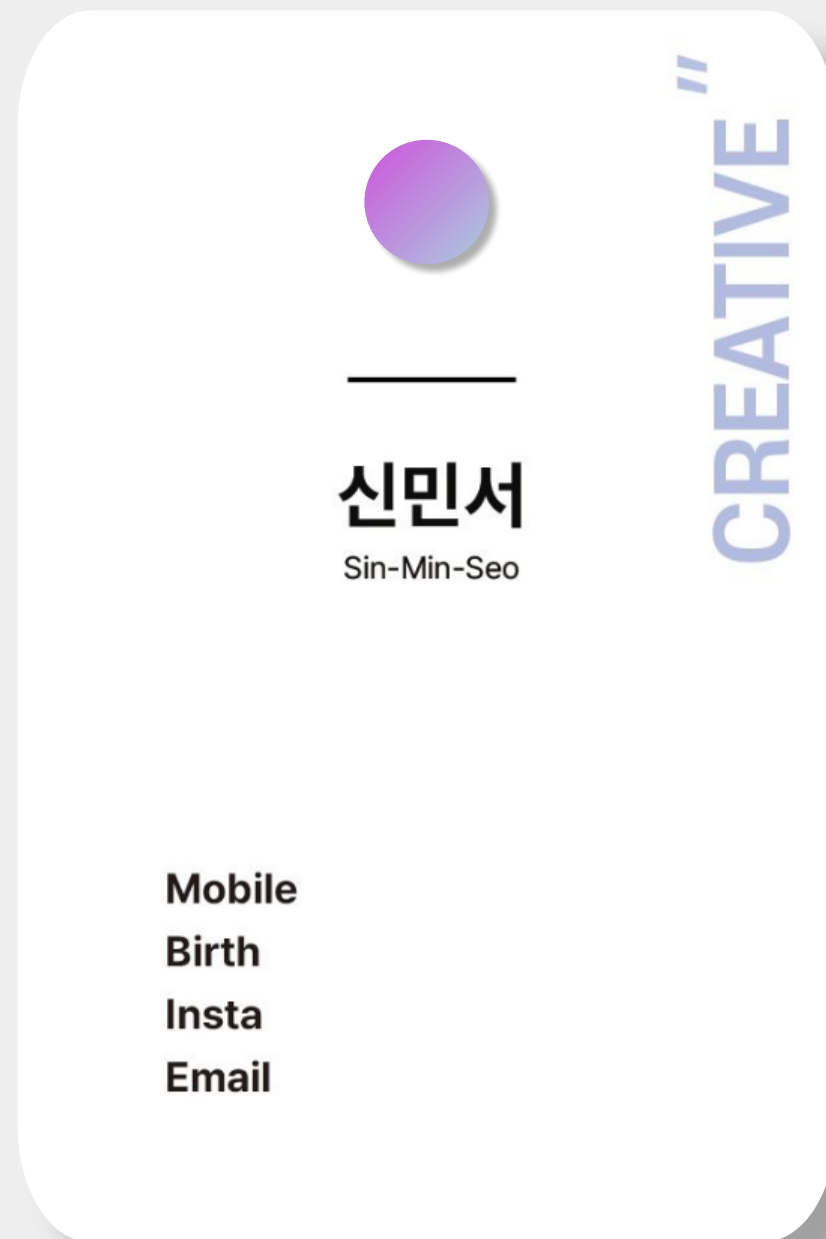 CREATIVE "
신민서
Sin-Min-Seo
Mobile
Birth
Insta
Email